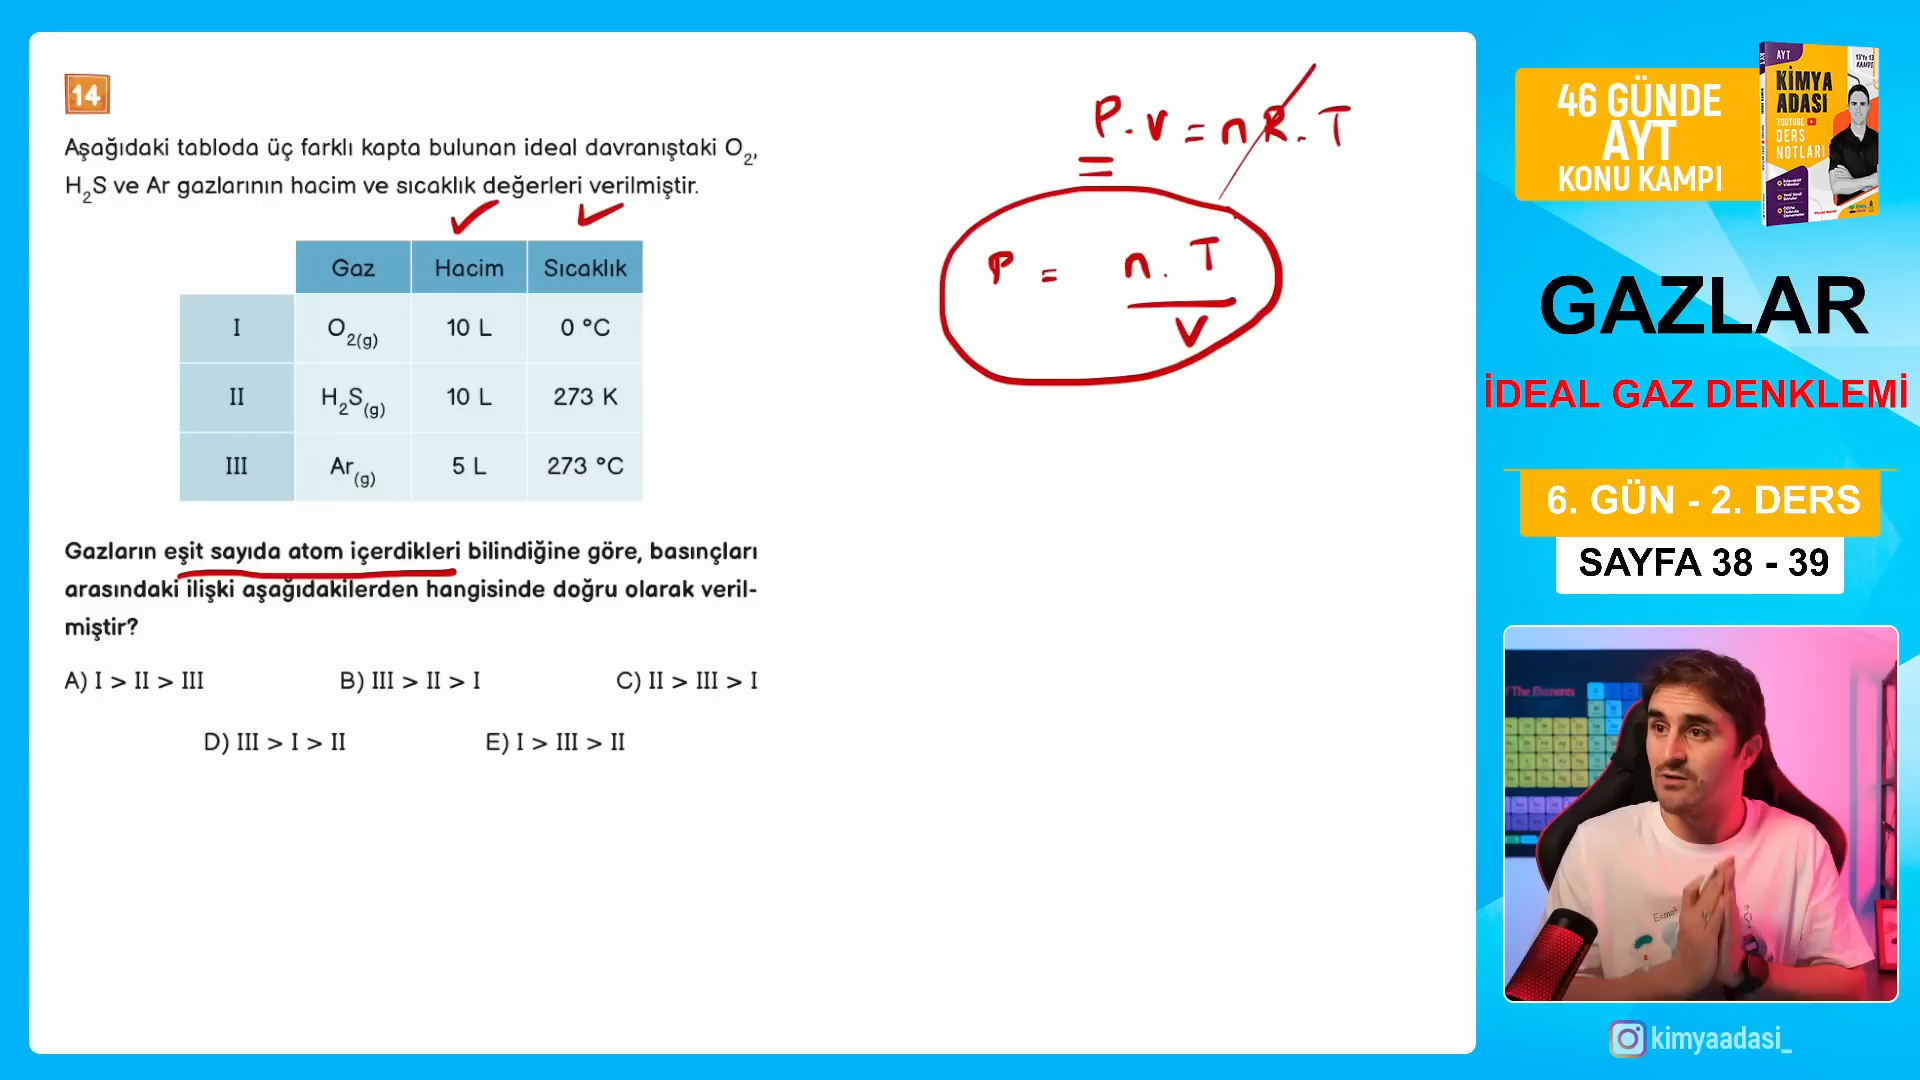 14
Aşağıdaki tabloda üç farklı kapta bulunan ideal davranıştaki O₂,
H₂S ve Ar gazlarının hacim ve sıcaklık değerleri verilmiştir.
Gaz Hacim Sıcaklık
I O₂(g) 10 L 0 °C
II H₂S(g) 10 L 273 K
III Ar(g) 5 L 273 °C
Gazların eşit sayıda atom içerdikleri bilindiğine göre, basınçları
arasındaki ilişki aşağıdakilerden hangisinde doğru olarak veril-
miştir?
A) I > II > III B) III > II > I C) II > III > I
D) III > I > II E) I > III > II
P.V = nR.T
P = n.T
V
46 GÜNDE
AYT
KONU KAMPI
AYT
KİMYA
ADASI
YOUTUBE
DERS
NOTLARI
GAZLAR
İDEAL GAZ DENKLEMİ
6. GÜN - 2. DERS
SAYFA 38 - 39
The Elements
kimyaadasi_